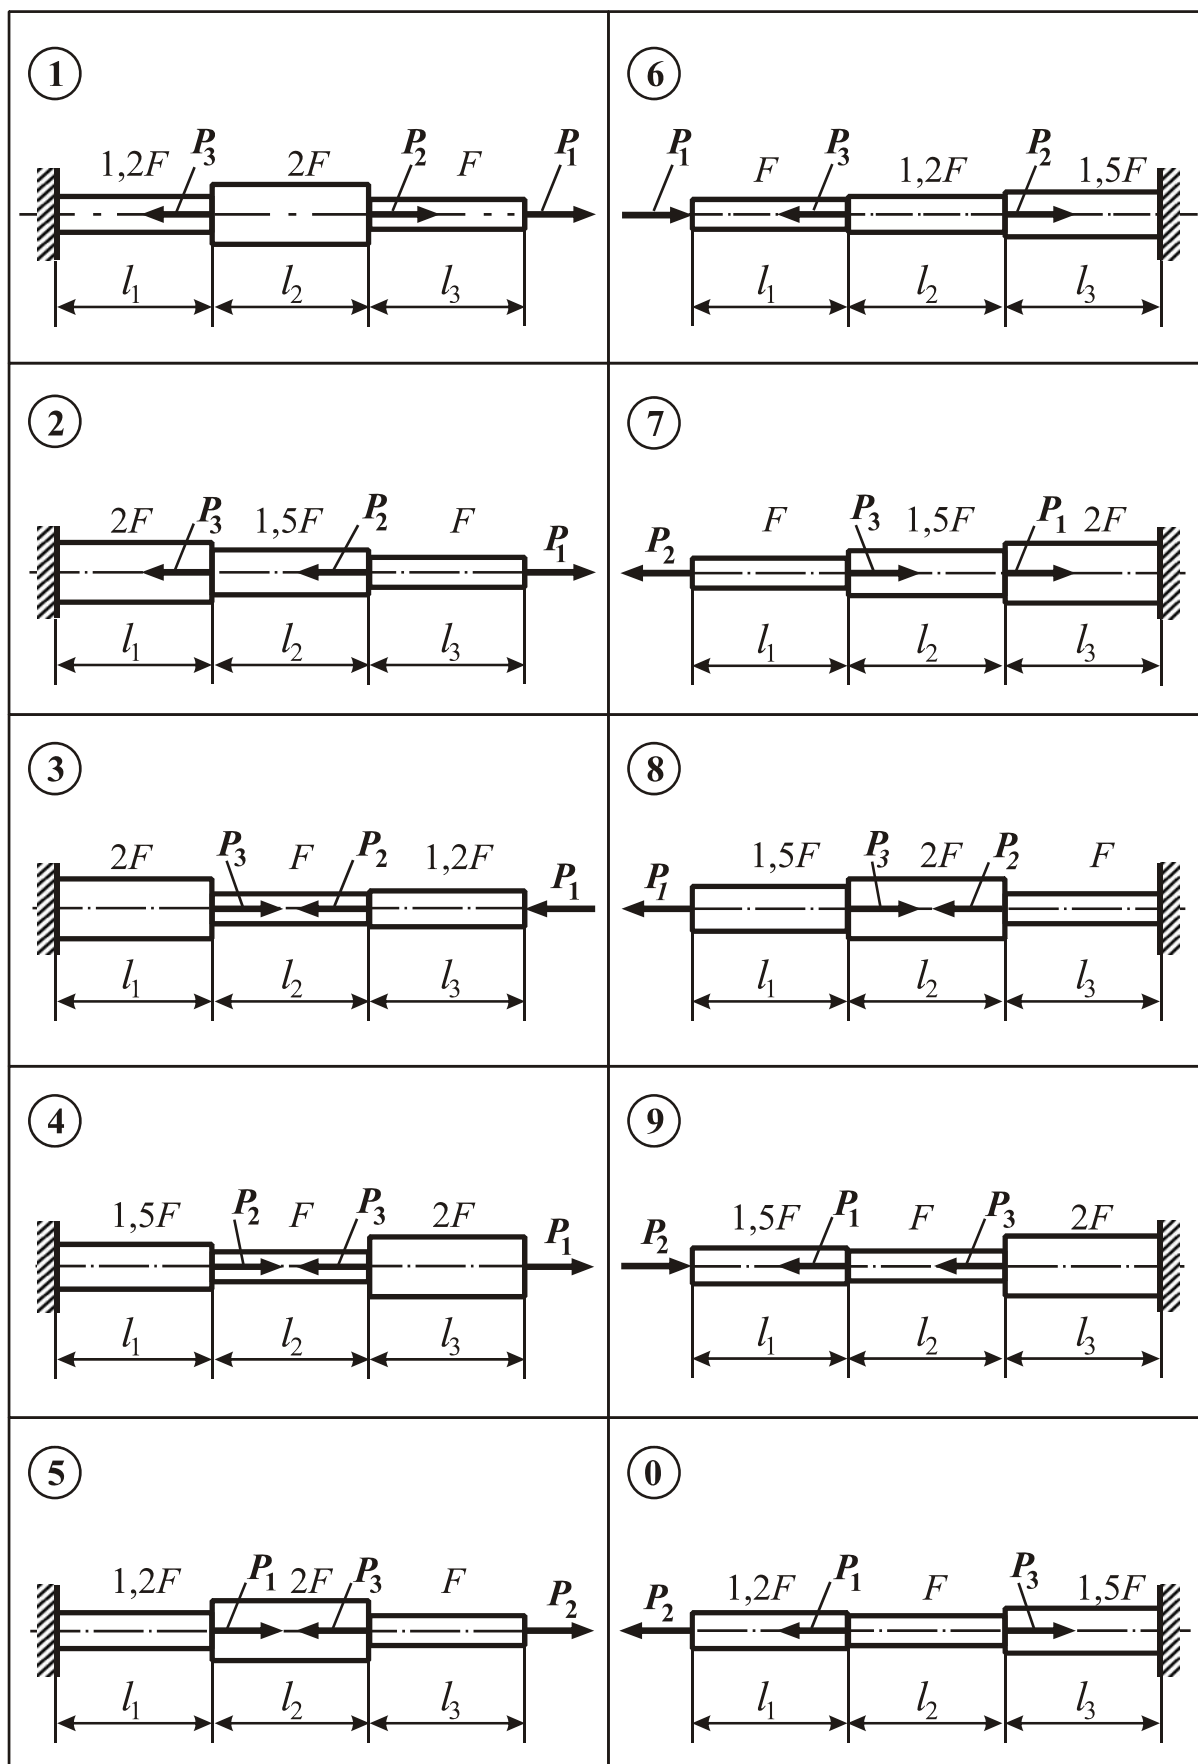 1
1,2F P3 2F P2 F P1
l1 l2 l3
6
P1 F P3 1,2F P2 1,5F
l1 l2 l3
2
2F P3 1,5F P2 F P1
l1 l2 l3
7
P2 F P3 1,5F P1 2F
l1 l2 l3
3
2F P3 F P2 1,2F P1
l1 l2 l3
8
P1 1,5F P3 2F P2 F
l1 l2 l3
4
1,5F P2 F P3 2F P1
l1 l2 l3
9
P2 1,5F P1 F P3 2F
l1 l2 l3
5
1,2F P1 2F P3 F P2
l1 l2 l3
0
P2 1,2F P1 F P3 1,5F
l1 l2 l3